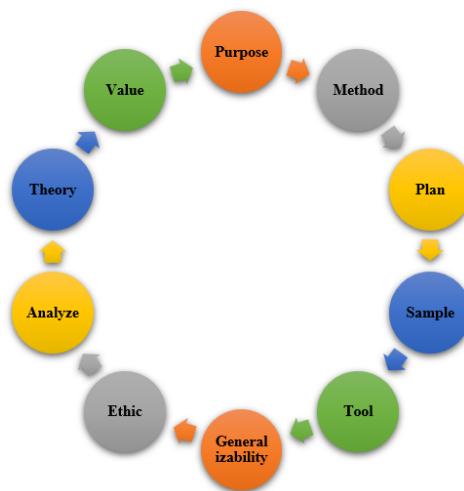 Purpose
Method
Plan
Sample
Tool
General
izability
Ethic
Analyze
Theory
Value